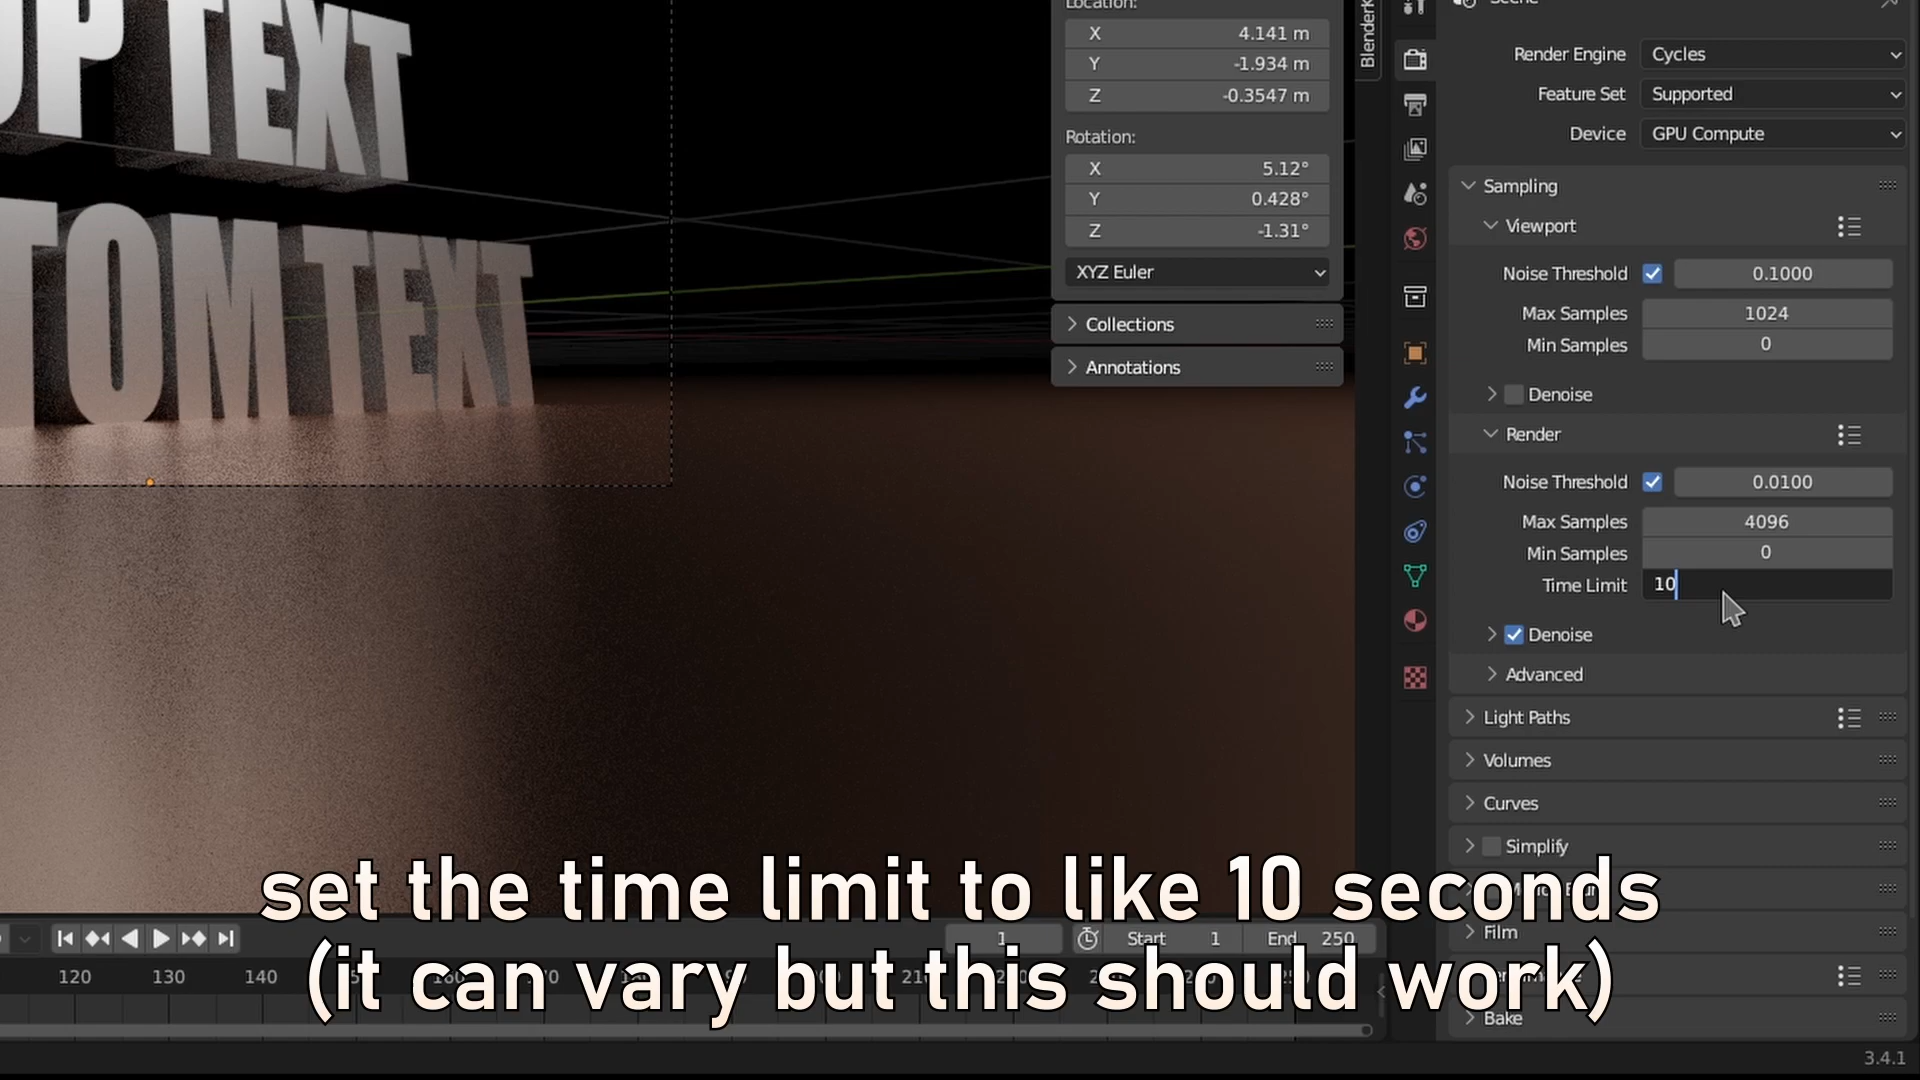 UP TEXT
TOM TEXT
Location:
X 4.141 m
Y -1.934 m
Z -0.3547 m
Rotation:
X 5.12°
Y 0.428°
Z -1.31°
XYZ Euler
Collections
Annotations
BlenderK
Scene
Render Engine Cycles
Feature Set Supported
Device GPU Compute
Sampling
Viewport
Noise Threshold 0.1000
Max Samples 1024
Min Samples 0
Denoise
Render
Noise Threshold 0.0100
Max Samples 4096
Min Samples 0
Time Limit 10
Denoise
Advanced
Light Paths
Volumes
Curves
Simplify
Film
Bake
set the time limit to like 10 seconds
(it can vary but this should work)
1 Start 1 End 250
120 130 140
3.4.1